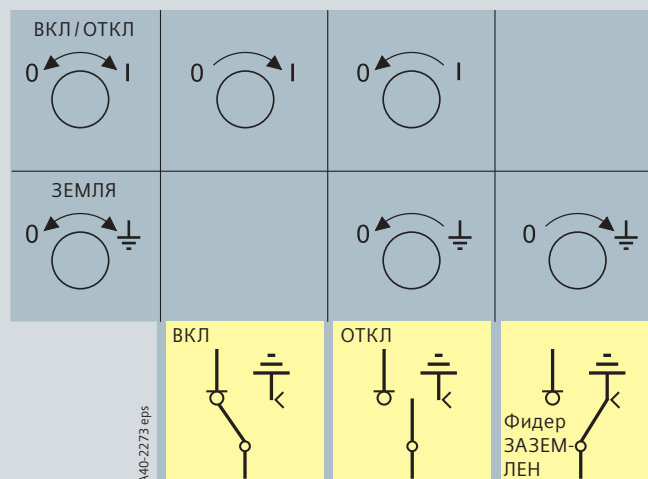 ВКЛ/ОТКЛ
0 I
0 I
0 I
ЗЕМЛЯ
0
0
0
ВКЛ
ОТКЛ
Фидер
ЗАЗЕМ-
ЛЕН
A40-2273 eps